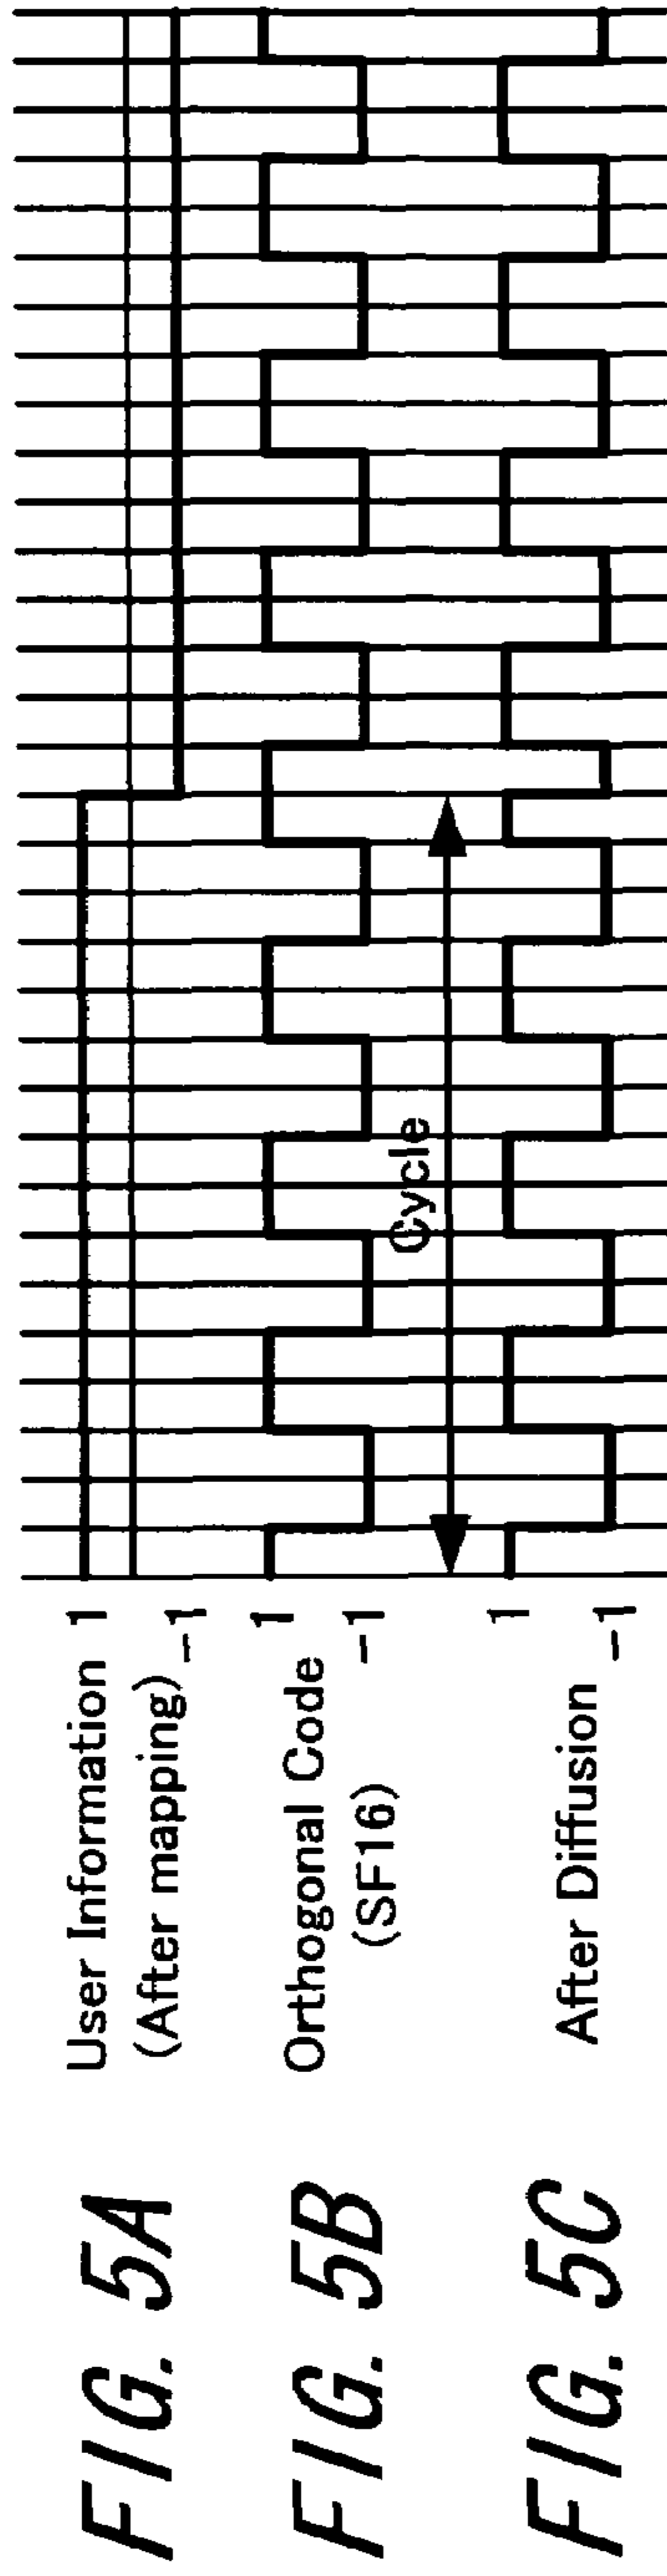 FIG. 5A
User Information
(After mapping)
1
-1
FIG. 5B
Orthogonal Code
(SF16)
1
-1
Cycle
FIG. 5C
After Diffusion
1
-1